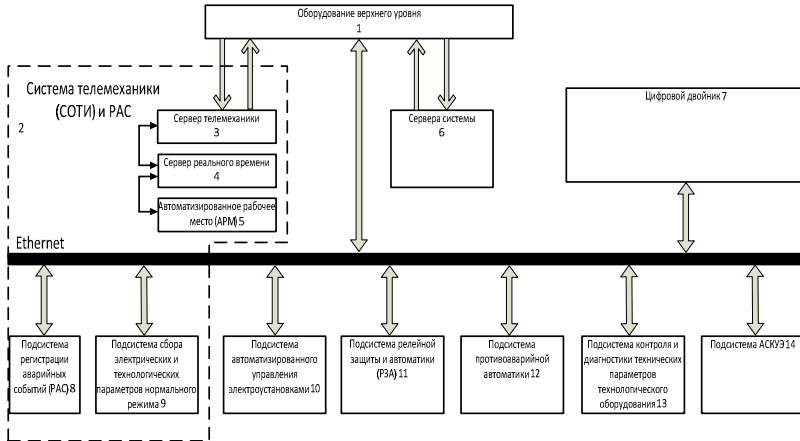 Оборудование верхнего уровня
1
Система телемеханики
(СОТИ) и РАС
2
Сервер телемеханики
3
Сервер реального времени
4
Автоматизированное рабочее
место (АРМ) 5
Сервера системы
6
Цифровой двойник 7
Ethernet
Подсистема
регистрации
аварийных
событий (РАС) 8
Подсистема сбора
электрических и
технологических
параметров нормального
режима 9
Подсистема
автоматизированного
управления
электроустановками 10
Подсистема релейной
защиты и автоматики
(РЗА) 11
Подсистема
противоаварийной
автоматики 12
Подсистема контроля и
диагностики технических
параметров
технологического
оборудования 13
Подсистема АСКУЭ 14